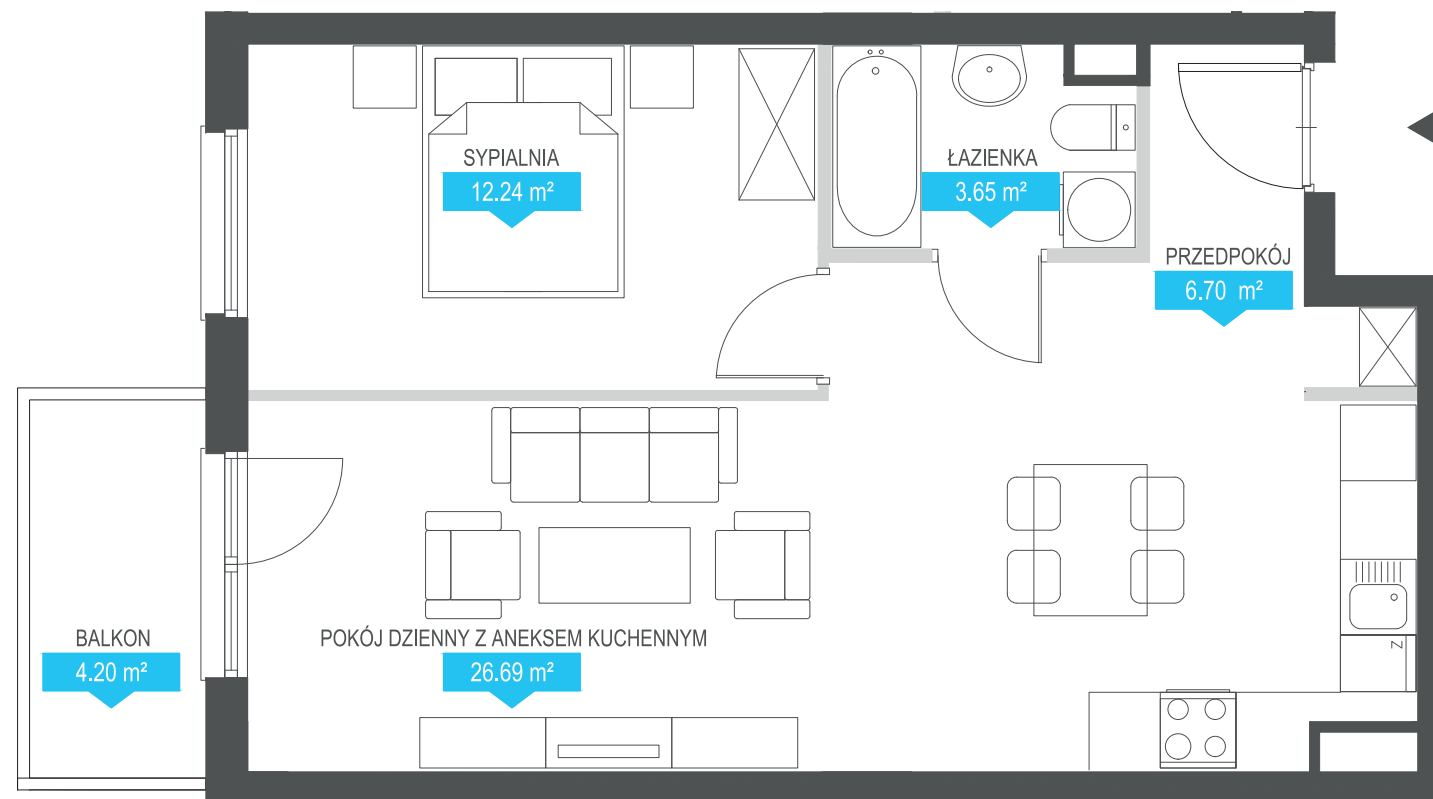 SYPIALNIA
12.24 m²
ŁAZIENKA
3.65 m²
PRZEDPOKÓJ
6.70 m²
BALKON
4.20 m²
POKÓJ DZIENNY Z ANEKSEM KUCHENNYM
26.69 m²
Z